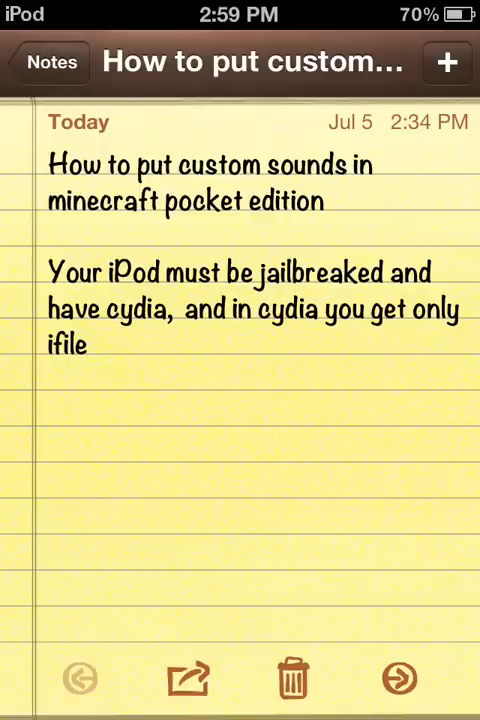 iPod 2:59 PM 70%
Notes How to put custom... +
Today Jul 5 2:34 PM
How to put custom sounds in
minecraft pocket edition
Your iPod must be jailbreaked and
have cydia, and in cydia you get only
ifile